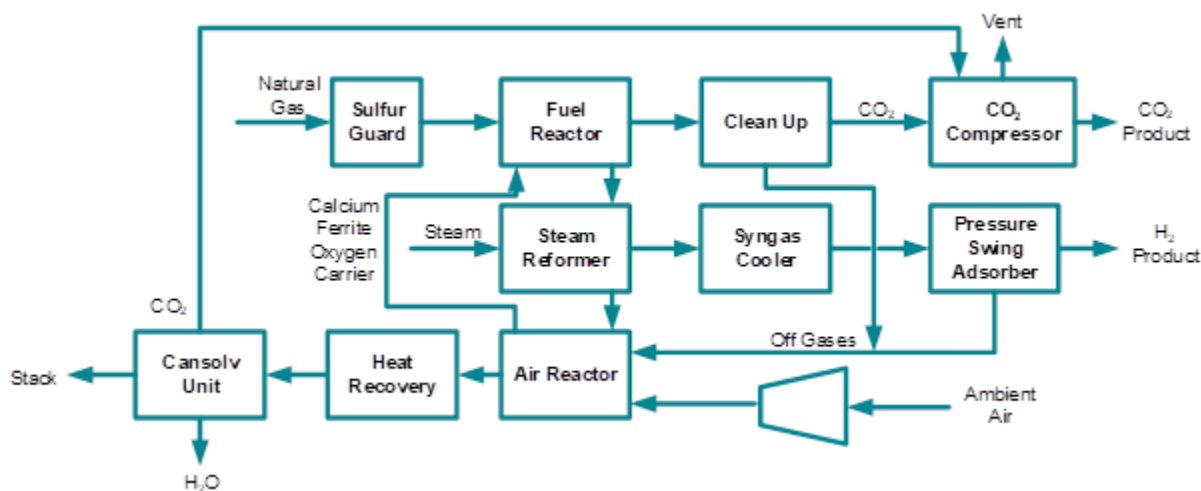 Vent
Natural
Gas
Sulfur
Guard
Fuel
Reactor
Clean Up
CO₂
CO₂
Compressor
CO₂
Product
Calcium
Ferrite
Oxygen
Carrier
Steam
Steam
Reformer
Syngas
Cooler
Pressure
Swing
Adsorber
H₂
Product
CO₂
Off Gases
Stack
Cansolv
Unit
Heat
Recovery
Air Reactor
Ambient
Air
H₂O